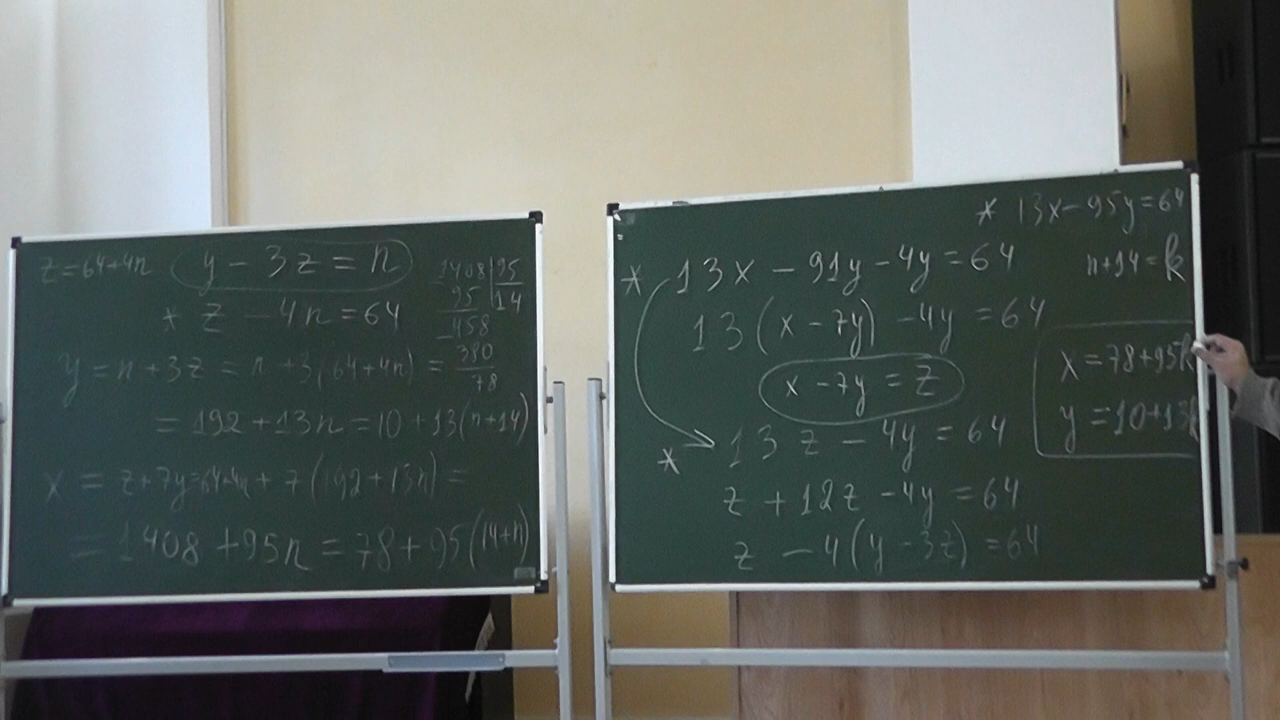 z=64+4n
y - 3z = n
* z - 4n = 64
1408 | 95
95 | 14
-458
380
78
y = n + 3z = n + 3(64+4n) =
= 192 + 13n = 10 + 13(n+14)
x = z+7y=64+4n + 7(192+13n) =
= 1408 + 95n = 78 + 95(14+n)
* 13x - 95y = 64
n+14 = k
* 13x - 91y - 4y = 64
13(x - 7y) - 4y = 64
x - 7y = z
* 13z - 4y = 64
z + 12z - 4y = 64
z - 4(y - 3z) = 64
x = 78+95k
y = 10+13k